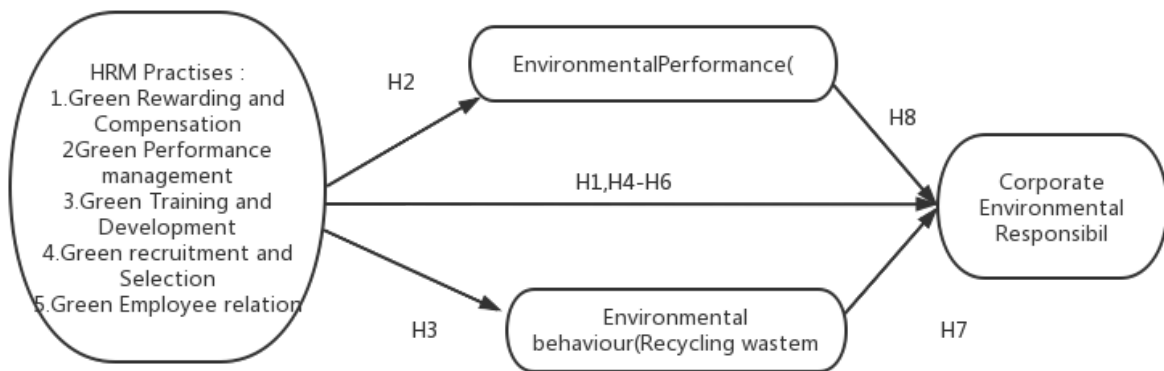 HRM Practises :
1.Green Rewarding and
Compensation
2Green Performance
management
3.Green Training and
Development
4.Green recruitment and
Selection
5.Green Employee relation
H2
EnvironmentalPerformance(
H8
H1,H4-H6
Corporate
Environmental
Responsibil
H3
Environmental
behaviour(Recycling wastem
H7